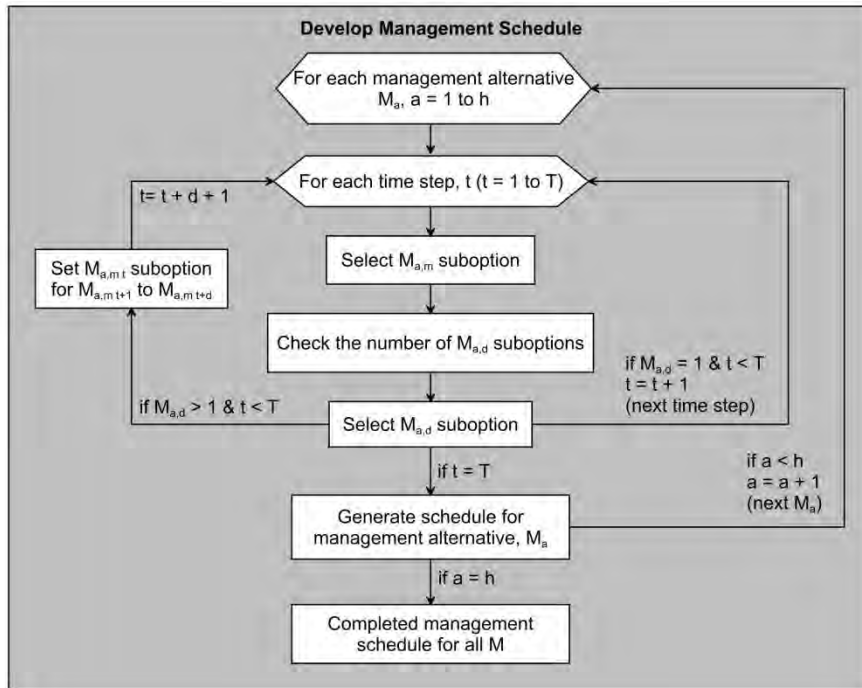 Develop Management Schedule
For each management alternative
Mₐ, a = 1 to h
For each time step, t (t = 1 to T)
t= t + d + 1
Select Mₐ,ₘ suboption
Set Mₐ,ₘ ₜ suboption
for Mₐ,ₘ ₜ₊₁ to Mₐ,ₘ ₜ₊d
Check the number of Mₐ,d suboptions
if Mₐ,d = 1 & t < T
t = t + 1
(next time step)
if Mₐ,d > 1 & t < T
Select Mₐ,d suboption
if t = T
if a < h
a = a + 1
(next Mₐ)
Generate schedule for
management alternative, Mₐ
if a = h
Completed management
schedule for all M